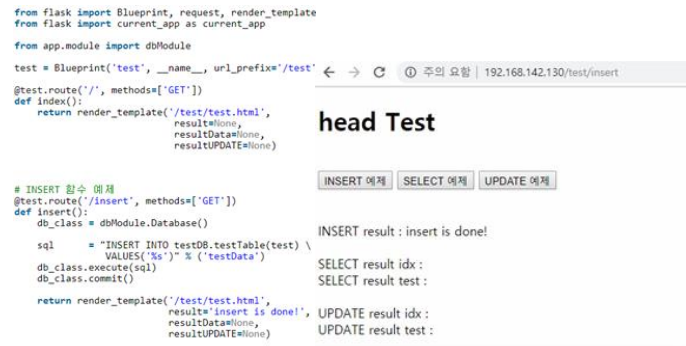 from flask import Blueprint, request, render_template
from flask import current_app as current_app
from app.module import dbModule
test = Blueprint('test', __name__, url_prefix='/test'
@test.route('/', methods=['GET'])
def index():
    return render_template('/test/test.html',
                            result=None,
                            resultData=None,
                            resultUPDATE=None)
# INSERT 함수 예제
@test.route('/insert', methods=['GET'])
def insert():
    db_class = dbModule.Database()
    sql      = "INSERT INTO testDB.testTable(test) \
                VALUES('%s')" % ('testData')
    db_class.execute(sql)
    db_class.commit()
    return render_template('/test/test.html',
                           result='insert is done!',
                           resultData=None,
                           resultUPDATE=None)
주의 요함 | 192.168.142.130/test/insert
head Test
INSERT 예제 SELECT 예제 UPDATE 예제
INSERT result : insert is done!
SELECT result idx :
SELECT result test :
UPDATE result idx :
UPDATE result test :